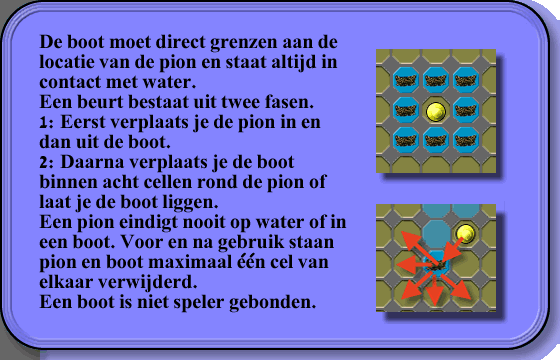 De boot moet direct grenzen aan de
locatie van de pion en staat altijd in
contact met water.
Een beurt bestaat uit twee fasen.
1: Eerst verplaats je de pion in en
dan uit de boot.
2: Daarna verplaats je de boot
binnen acht cellen rond de pion of
laat je de boot liggen.
Een pion eindigt nooit op water of in
een boot. Voor en na gebruik staan
pion en boot maximaal één cel van
elkaar verwijderd.
Een boot is niet speler gebonden.